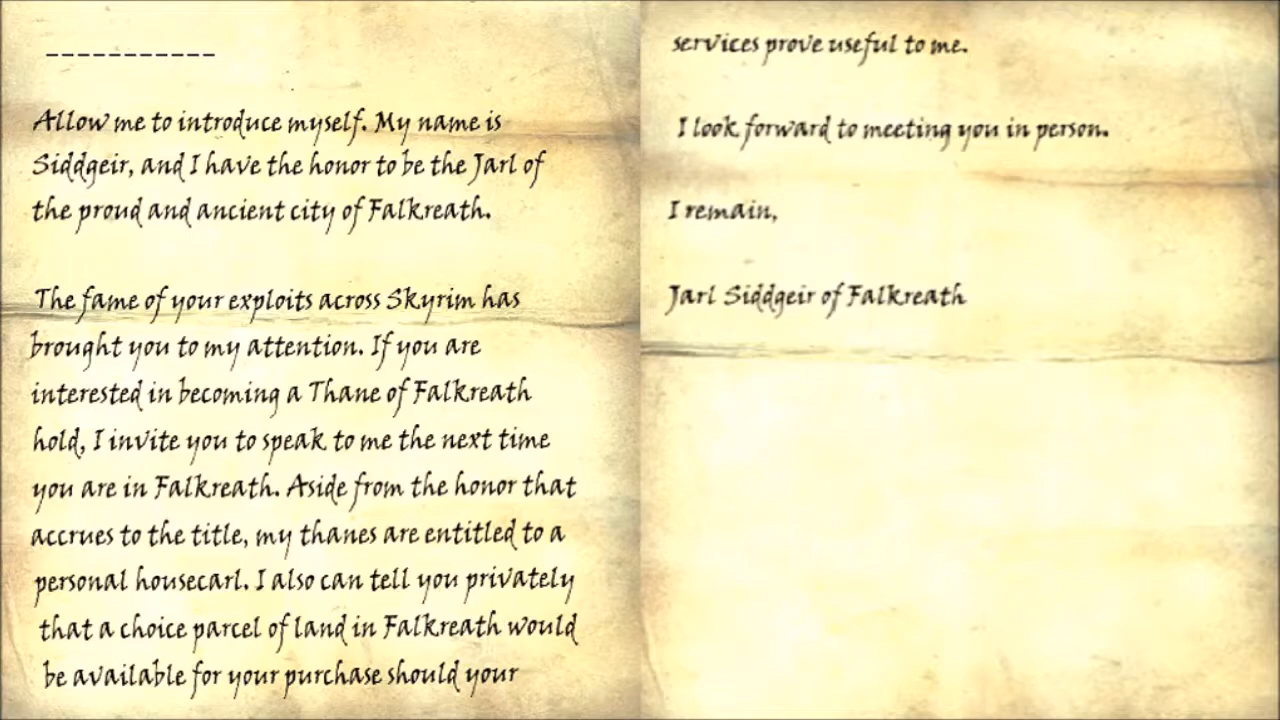 -----------
Allow me to introduce myself. My name is
Siddgeir, and I have the honor to be the Jarl of
the proud and ancient city of Falkreath.
The fame of your exploits across Skyrim has
brought you to my attention. If you are
interested in becoming a Thane of Falkreath
hold, I invite you to speak to me the next time
you are in Falkreath. Aside from the honor that
accrues to the title, my thanes are entitled to a
personal housecarl. I also can tell you privately
that a choice parcel of land in Falkreath would
be available for your purchase should your
services prove useful to me.
I look forward to meeting you in person.
I remain,
Jarl Siddgeir of Falkreath